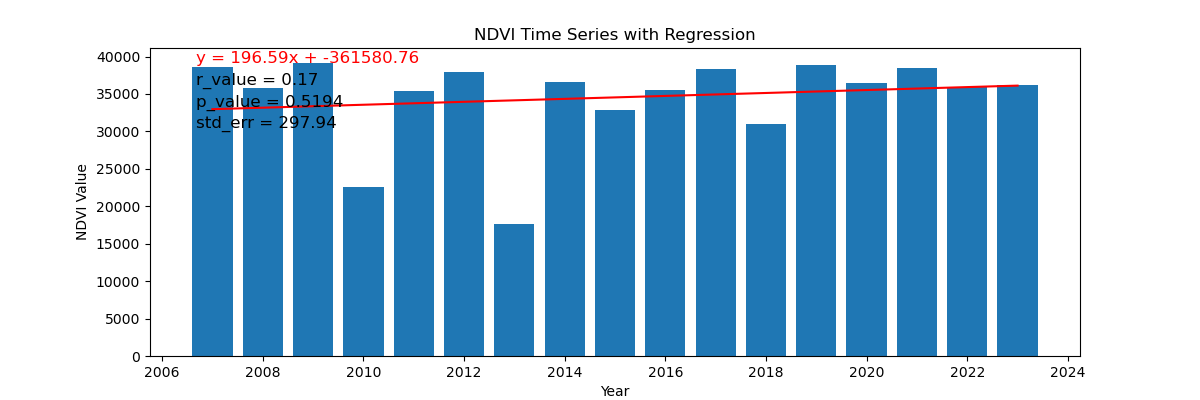 NDVI Time Series with Regression
y = 196.59x + -361580.76
r_value = 0.17
p_value = 0.5194
std_err = 297.94
NDVI Value
40000
35000
30000
25000
20000
15000
10000
5000
0
2006 2008 2010 2012 2014 2016 2018 2020 2022 2024
Year